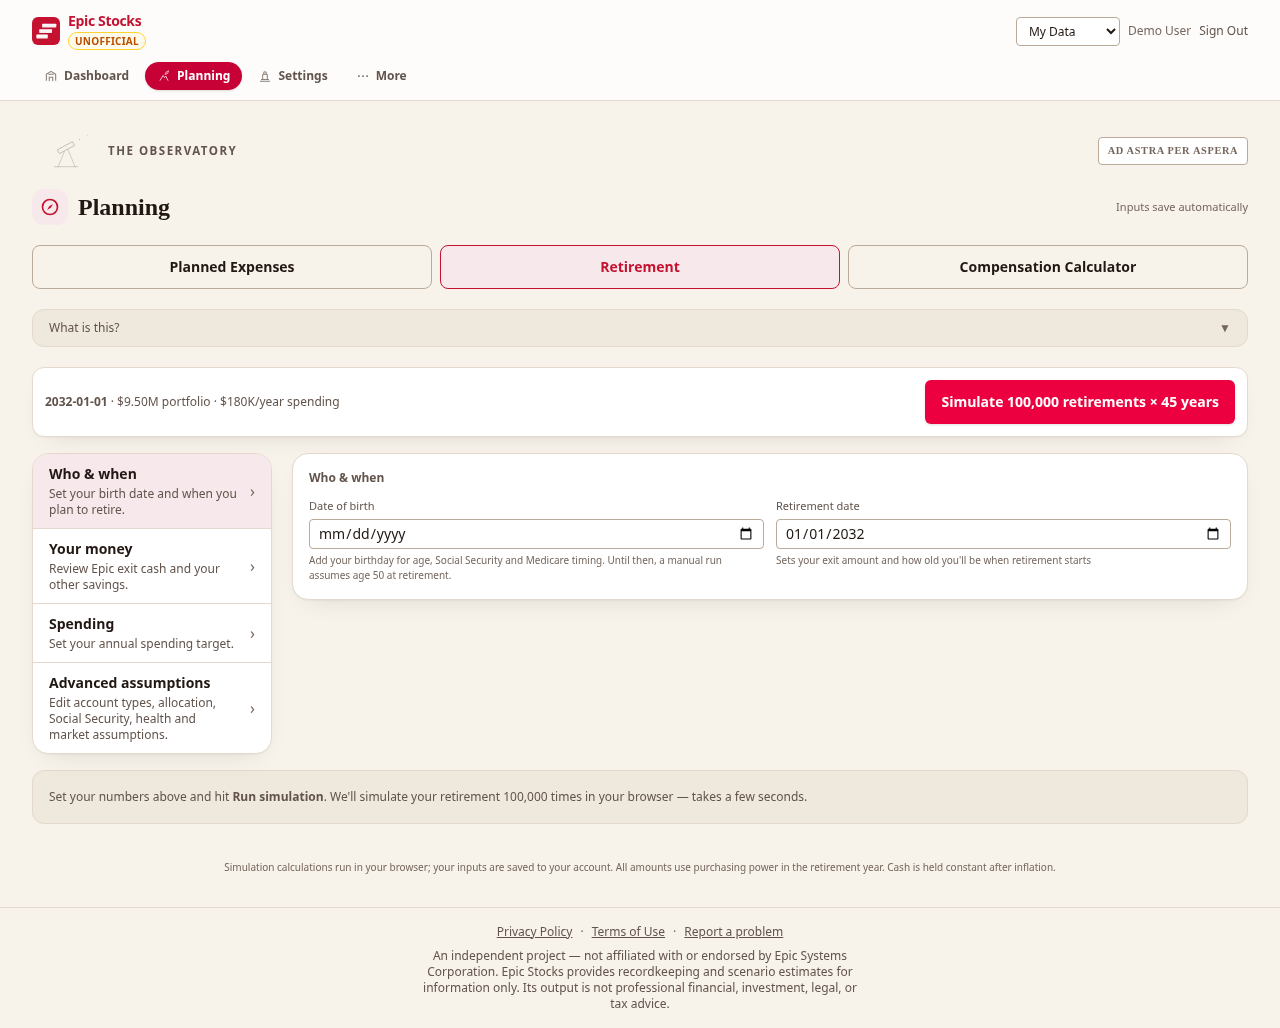 Epic Stocks
UNOFFICIAL
My Data
Demo User
Sign Out
Dashboard
Planning
Settings
More
THE OBSERVATORY
AD ASTRA PER ASPERA
Planning
Inputs save automatically
Planned Expenses
Retirement
Compensation Calculator
What is this?
2032-01-01 · $9.50M portfolio · $180K/year spending
Simulate 100,000 retirements × 45 years
Who & when
Set your birth date and when you
plan to retire.
Your money
Review Epic exit cash and your
other savings.
Spending
Set your annual spending target.
Advanced assumptions
Edit account types, allocation,
Social Security, health and
market assumptions.
Who & when
Date of birth
mm/dd/yyyy
Add your birthday for age, Social Security and Medicare timing. Until then, a manual run
assumes age 50 at retirement.
Retirement date
01/01/2032
Sets your exit amount and how old you'll be when retirement starts
Set your numbers above and hit Run simulation. We'll simulate your retirement 100,000 times in your browser — takes a few seconds.
Simulation calculations run in your browser; your inputs are saved to your account. All amounts use purchasing power in the retirement year. Cash is held constant after inflation.
Privacy Policy · Terms of Use · Report a problem
An independent project — not affiliated with or endorsed by Epic Systems
Corporation. Epic Stocks provides recordkeeping and scenario estimates for
information only. Its output is not professional financial, investment, legal, or
tax advice.